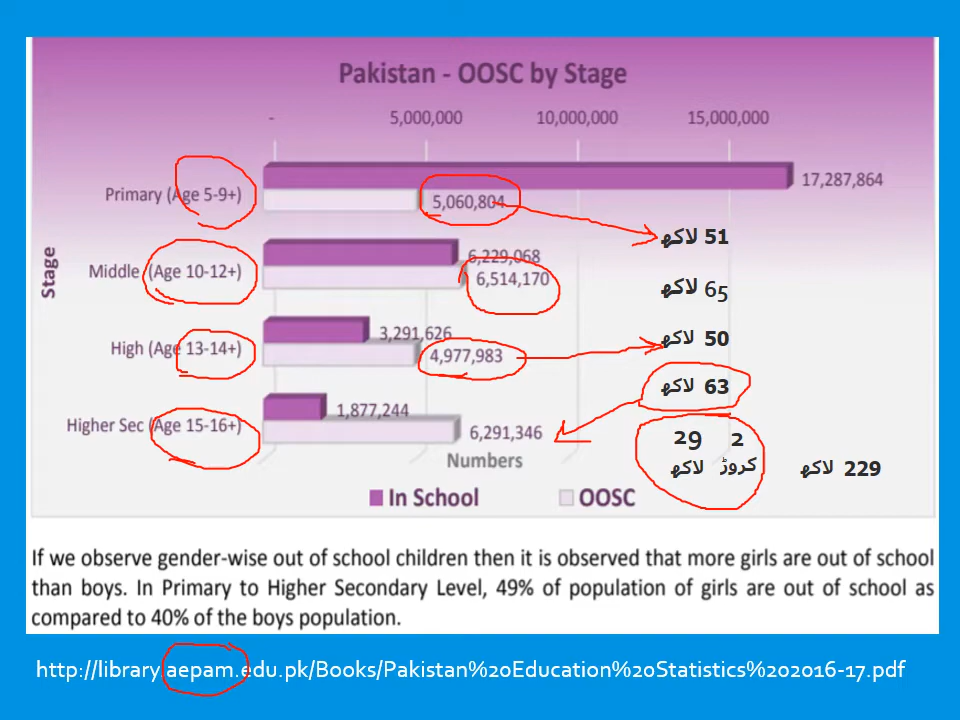 Pakistan - OOSC by Stage
- 5,000,000 10,000,000 15,000,000
Stage
Primary (Age 5-9+)
17,287,864
5,060,804
51 لاکھ
Middle (Age 10-12+)
6,229,068
6,514,170
65 لاکھ
High (Age 13-14+)
3,291,626
4,977,983
50 لاکھ
63 لاکھ
Higher Sec (Age 15-16+)
1,877,244
6,291,346
2 کروڑ 29 لاکھ
229 لاکھ
Numbers
In School OOSC
If we observe gender-wise out of school children then it is observed that more girls are out of school
than boys. In Primary to Higher Secondary Level, 49% of population of girls are out of school as
compared to 40% of the boys population.
http://library.aepam.edu.pk/Books/Pakistan%20Education%20Statistics%202016-17.pdf